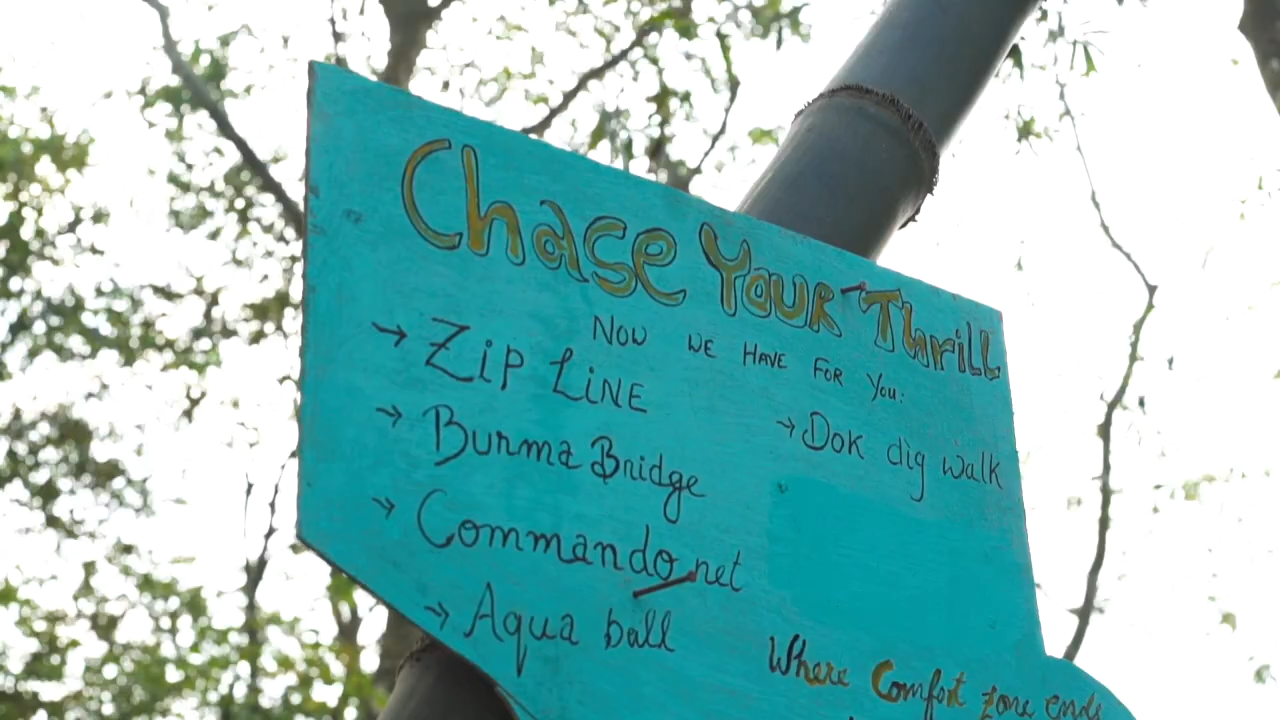 Chase Your Thrill
Now WE HAVE FOR You:
→ Zip LiNE
→ Burma Bridge
→ Commando net
→ Aqua ball
→ Dok dig walk
Where Comfort zone ends